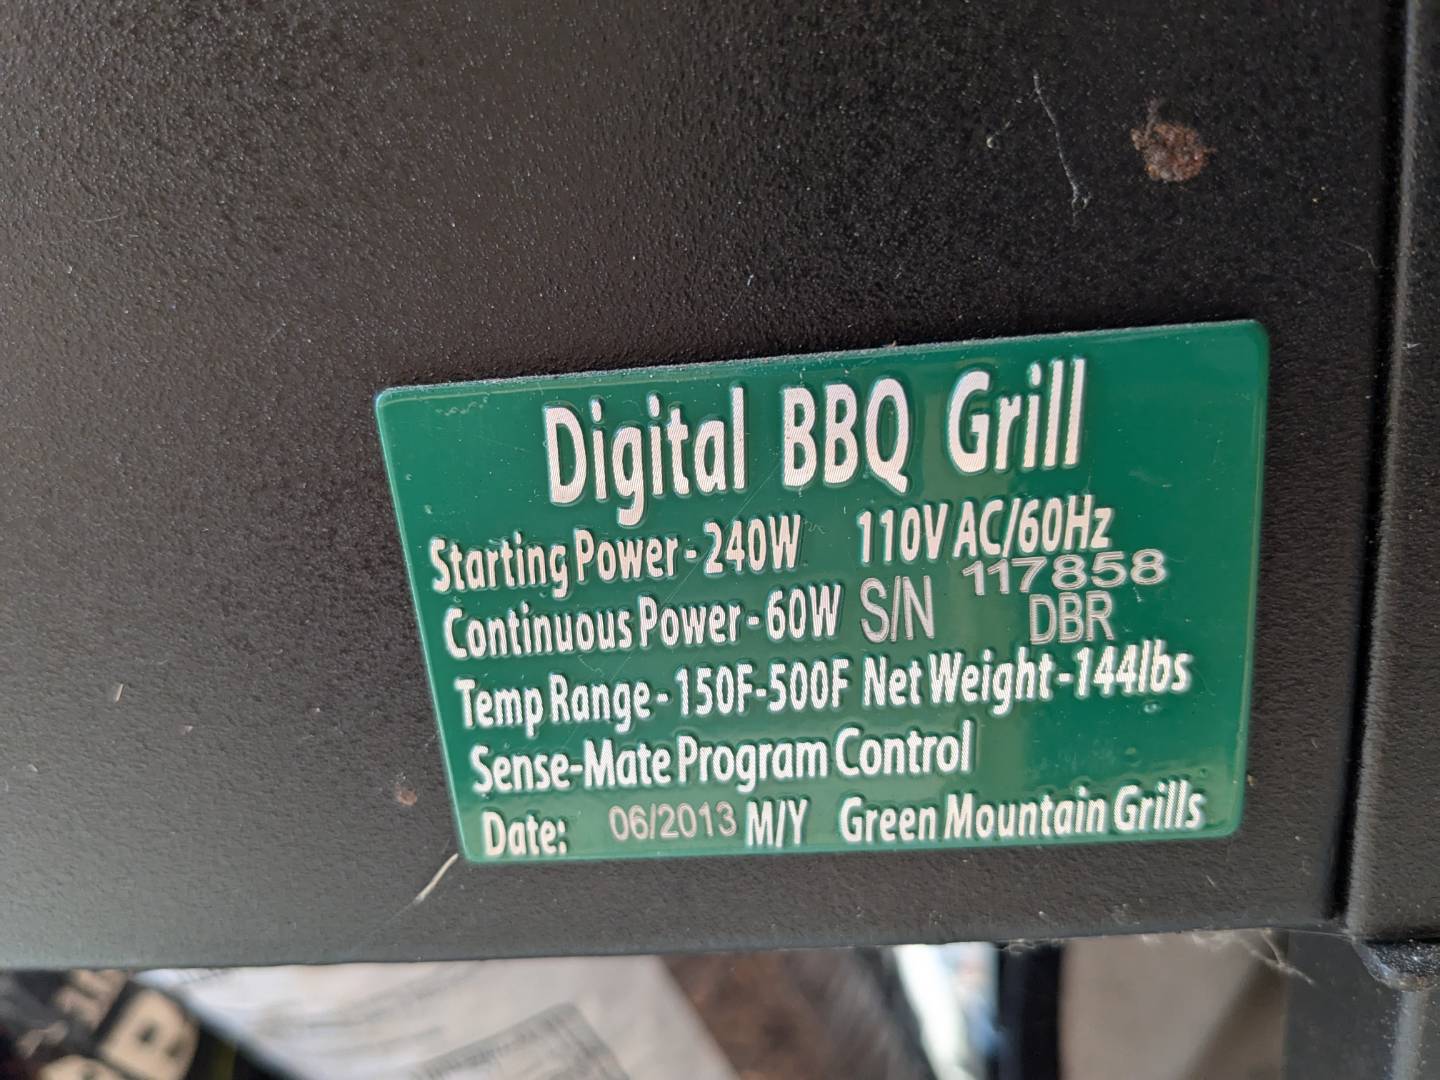 Digital BBQ Grill
Starting Power - 240W 110V AC/60Hz
Continuous Power - 60W S/N 117858
DBR
Temp Range - 150F-500F Net Weight - 144lbs
Sense-Mate Program Control
Date: 06/2013 M/Y Green Mountain Grills